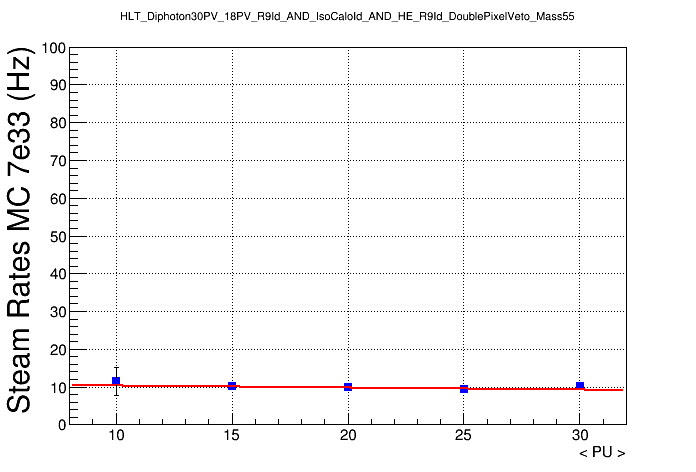 HLT_Diphoton30PV_18PV_R9Id_AND_IsoCaloId_AND_HE_R9Id_DoublePixelVeto_Mass55
Steam Rates MC 7e33 (Hz)
100
90
80
70
60
50
40
30
20
10
0
10 15 20 25 30
< PU >